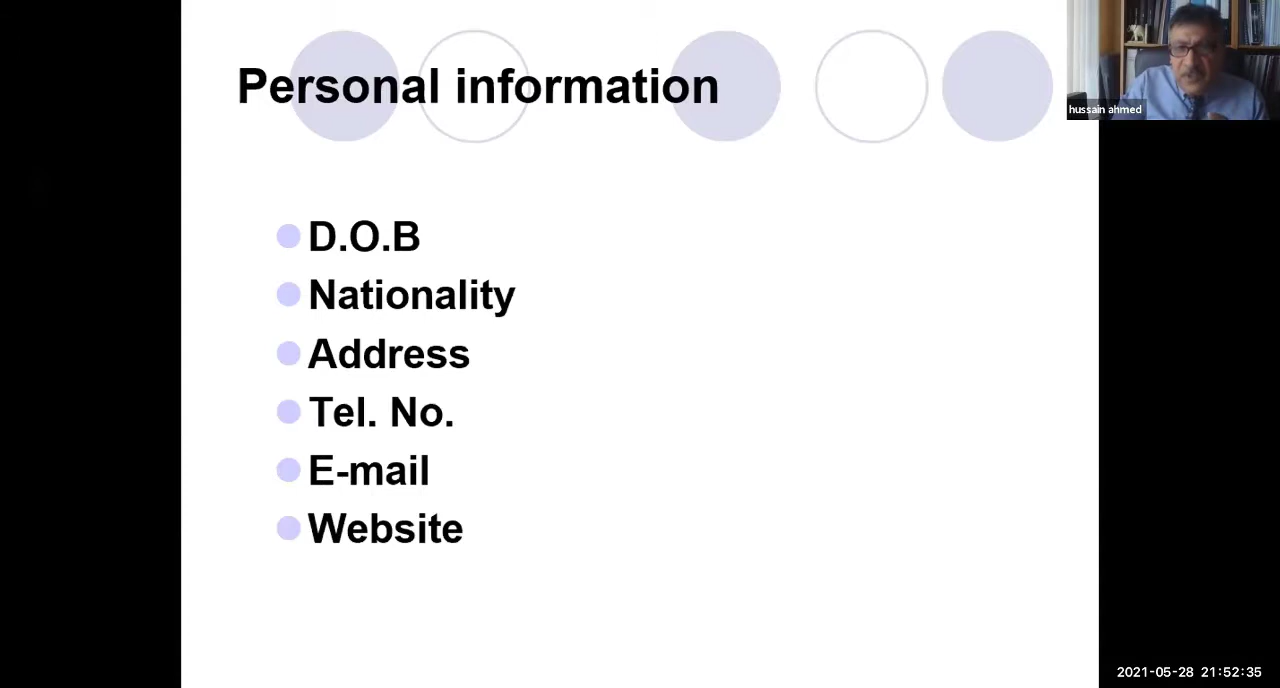 Personal information
hussain ahmed
D.O.B
Nationality
Address
Tel. No.
E-mail
Website
2021-05-28 21:52:35